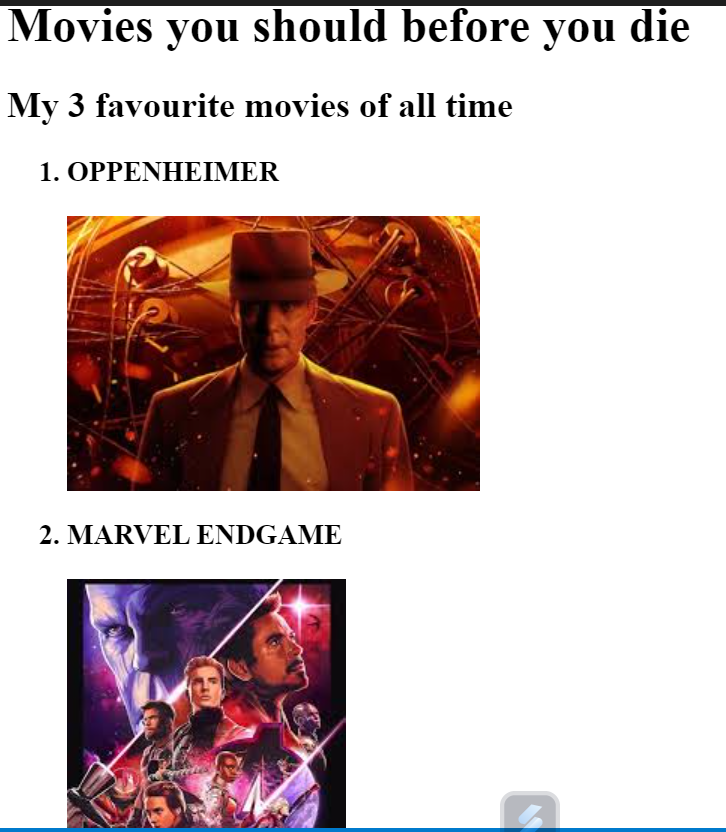 Movies you should before you die
My 3 favourite movies of all time
1. OPPENHEIMER
2. MARVEL ENDGAME